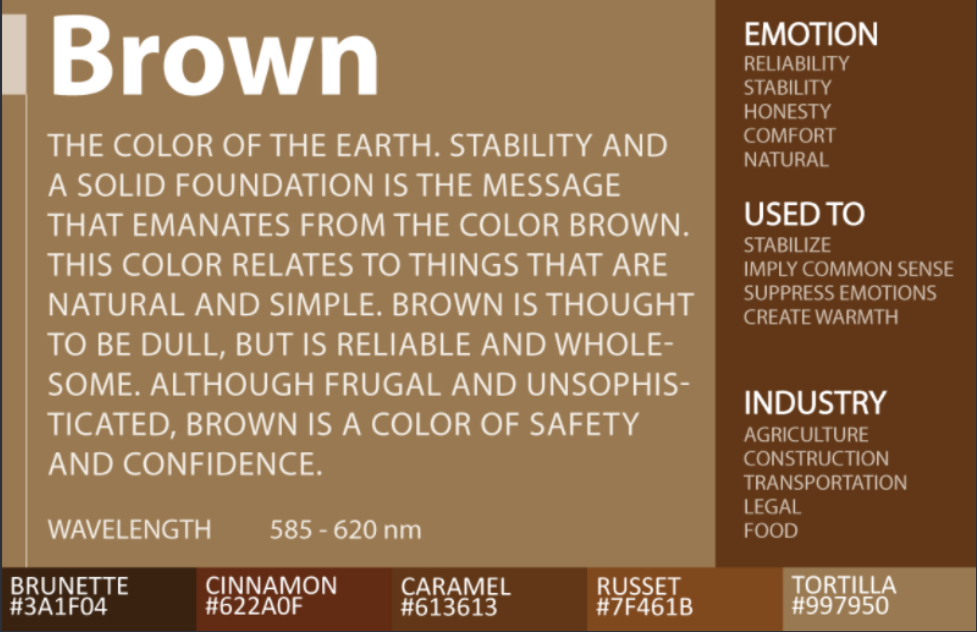 Brown
THE COLOR OF THE EARTH. STABILITY AND
A SOLID FOUNDATION IS THE MESSAGE
THAT EMANATES FROM THE COLOR BROWN.
THIS COLOR RELATES TO THINGS THAT ARE
NATURAL AND SIMPLE. BROWN IS THOUGHT
TO BE DULL, BUT IS RELIABLE AND WHOLE-
SOME. ALTHOUGH FRUGAL AND UNSOPHIS-
TICATED, BROWN IS A COLOR OF SAFETY
AND CONFIDENCE.
WAVELENGTH 585 - 620 nm
EMOTION
RELIABILITY
STABILITY
HONESTY
COMFORT
NATURAL
USED TO
STABILIZE
IMPLY COMMON SENSE
SUPPRESS EMOTIONS
CREATE WARMTH
INDUSTRY
AGRICULTURE
CONSTRUCTION
TRANSPORTATION
LEGAL
FOOD
BRUNETTE
#3A1F04
CINNAMON
#622A0F
CARAMEL
#613613
RUSSET
#7F461B
TORTILLA
#997950